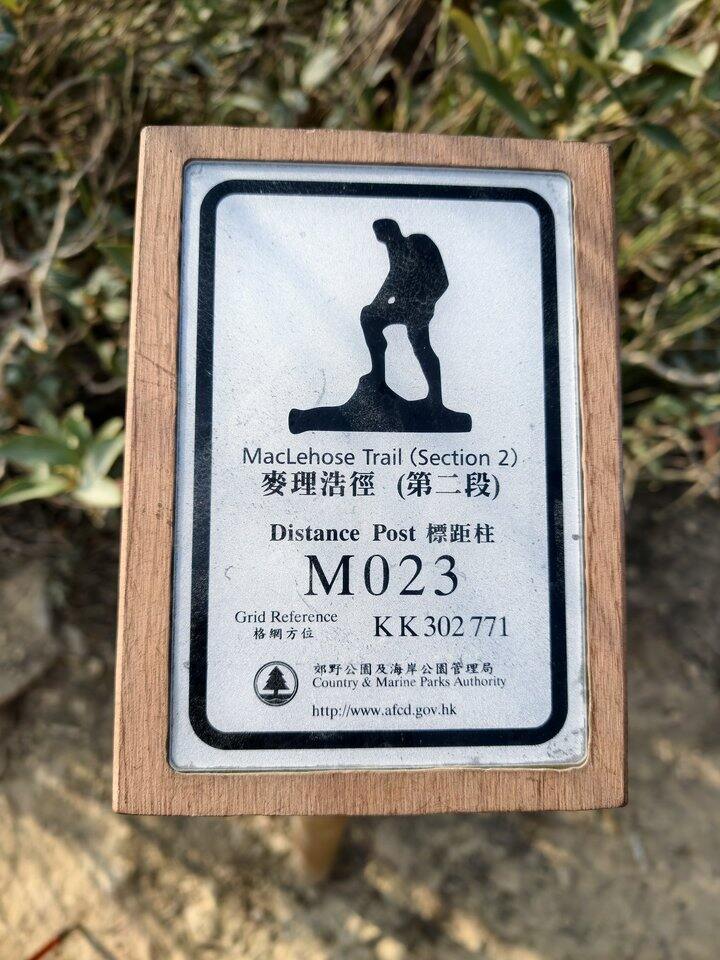 MacLehose Trail (Section 2)
麥理浩徑 (第二段)
Distance Post 標距柱
M023
Grid Reference
格網方位
KK 302 771
郊野公園及海岸公園管理局
Country & Marine Parks Authority
http://www.afcd.gov.hk